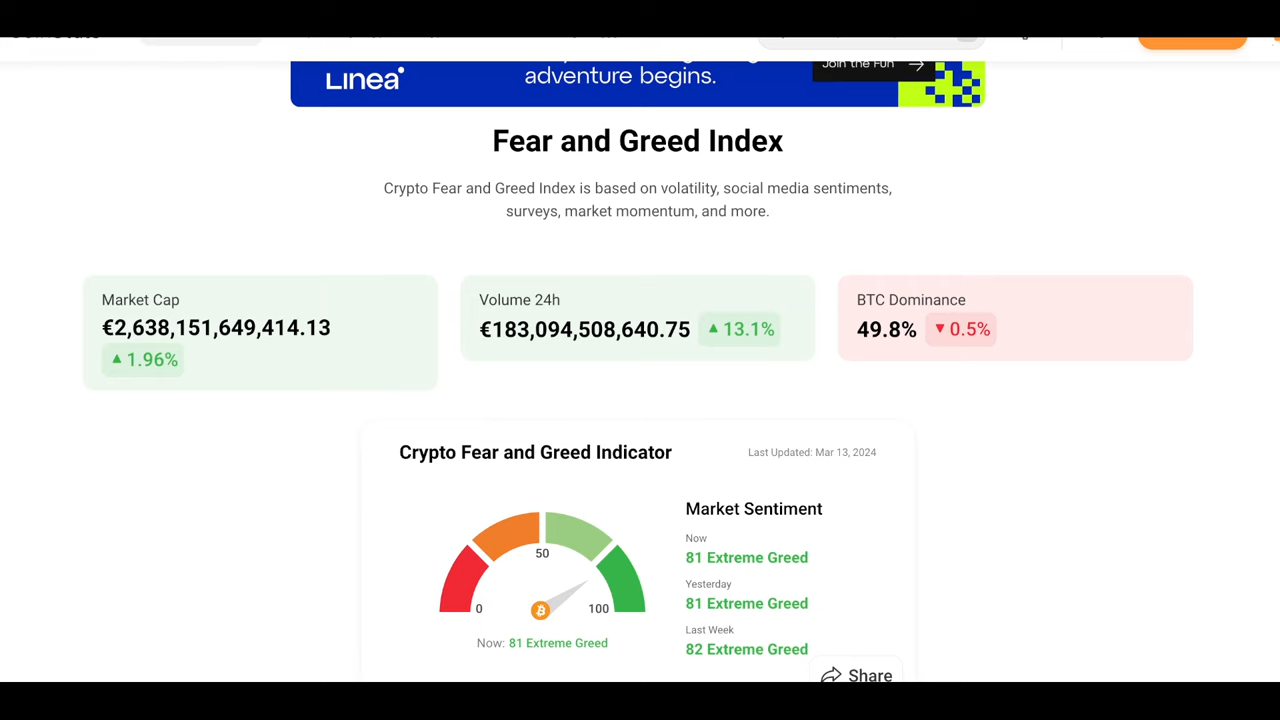 Linea
adventure begins.
Join the Fun
Fear and Greed Index
Crypto Fear and Greed Index is based on volatility, social media sentiments,
surveys, market momentum, and more.
Market Cap
€2,638,151,649,414.13
1.96%
Volume 24h
€183,094,508,640.75
13.1%
BTC Dominance
49.8%
0.5%
Crypto Fear and Greed Indicator
Last Updated: Mar 13, 2024
50
0
100
Now: 81 Extreme Greed
Market Sentiment
Now
81 Extreme Greed
Yesterday
81 Extreme Greed
Last Week
82 Extreme Greed
Share